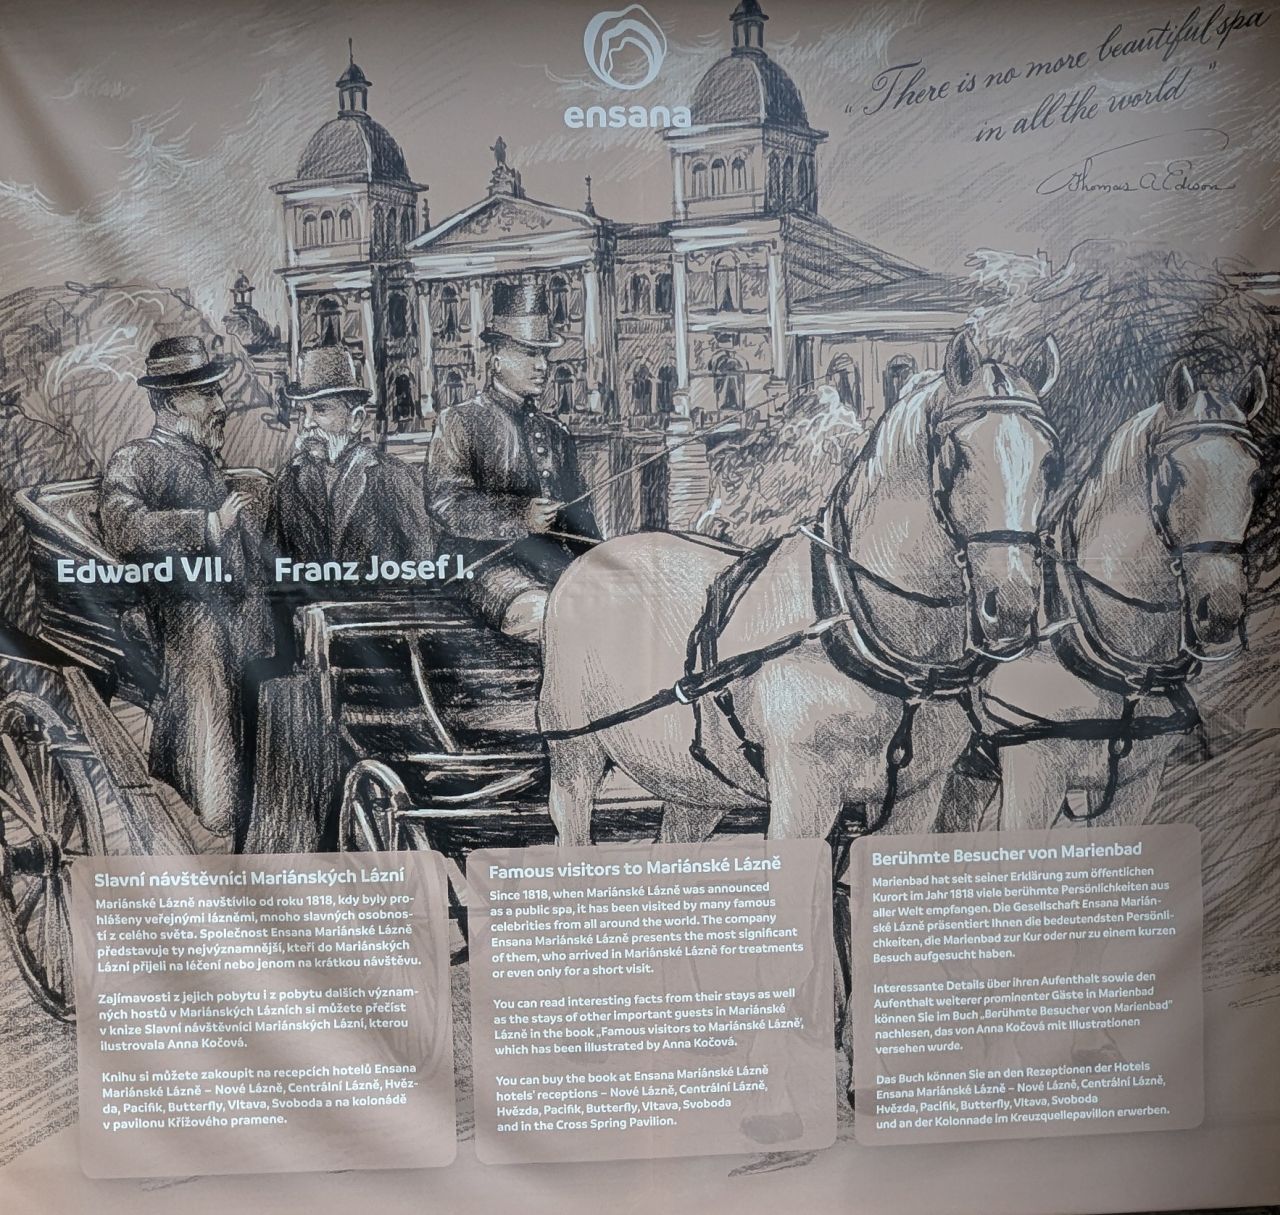 ensana
„There is no more beautiful spa
in all the world”
Thomas A Edison
Edward VII.
Franz Josef I.
Slavní návštěvníci Mariánských Lázní
Mariánské Lázně navštívilo od roku 1818, kdy byly pro-
hlášeny veřejnými lázněmi, mnoho slavných osobnos-
tí z celého světa. Společnost Ensana Mariánské Lázně
představuje ty nejvýznamnější, kteří do Mariánských
Lázní přijeli na léčení nebo jenom na krátkou návštěvu.
Zajímavosti z jejich pobytu i z pobytu dalších význam-
ných hostů v Mariánských Lázních si můžete přečíst
v knize Slavní návštěvníci Mariánských Lázní, kterou
ilustrovala Anna Kočová.
Knihu si můžete zakoupit na recepcích hotelů Ensana
Mariánské Lázně – Nové Lázně, Centrální Lázně, Hvěz-
da, Pacifik, Butterfly, Vltava, Svoboda a na kolonádě
v pavilonu Křížového pramene.
Famous visitors to Mariánské Lázně
Since 1818, when Mariánské Lázně was announced
as a public spa, it has been visited by many famous
celebrities from all around the world. The company
Ensana Mariánské Lázně presents the most significant
of them, who arrived in Mariánské Lázně for treatments
or even only for a short visit.
You can read interesting facts from their stays as well
as the stays of other important guests in Mariánské
Lázně in the book „Famous visitors to Mariánské Lázně',
which has been illustrated by Anna Kočová.
You can buy the book at Ensana Mariánské Lázně
hotels' receptions – Nové Lázně, Centrální Lázně,
Hvězda, Pacifik, Butterfly, Vltava, Svoboda
and in the Cross Spring Pavilion.
Berühmte Besucher von Marienbad
Marienbad hat seit seiner Erklärung zum öffentlichen
Kurort im Jahr 1818 viele berühmte Persönlichkeiten aus
aller Welt empfangen. Die Gesellschaft Ensana Marián-
ské Lázně präsentiert Ihnen die bedeutendsten Persönli-
chkeiten, die Marienbad zur Kur oder nur zu einem kurzen
Besuch aufgesucht haben.
Interessante Details über ihren Aufenthalt sowie den
Aufenthalt weiterer prominenter Gäste in Marienbad
können Sie im Buch „Berühmte Besucher von Marienbad"
nachlesen, das von Anna Kočová mit Illustrationen
versehen wurde.
Das Buch können Sie an den Rezeptionen der Hotels
Ensana Mariánské Lázně – Nové Lázně, Centrální Lázně,
Hvězda, Pacifik, Butterfly, Vltava, Svoboda
und an der Kolonnade im Kreuzquellepavillon erwerben.